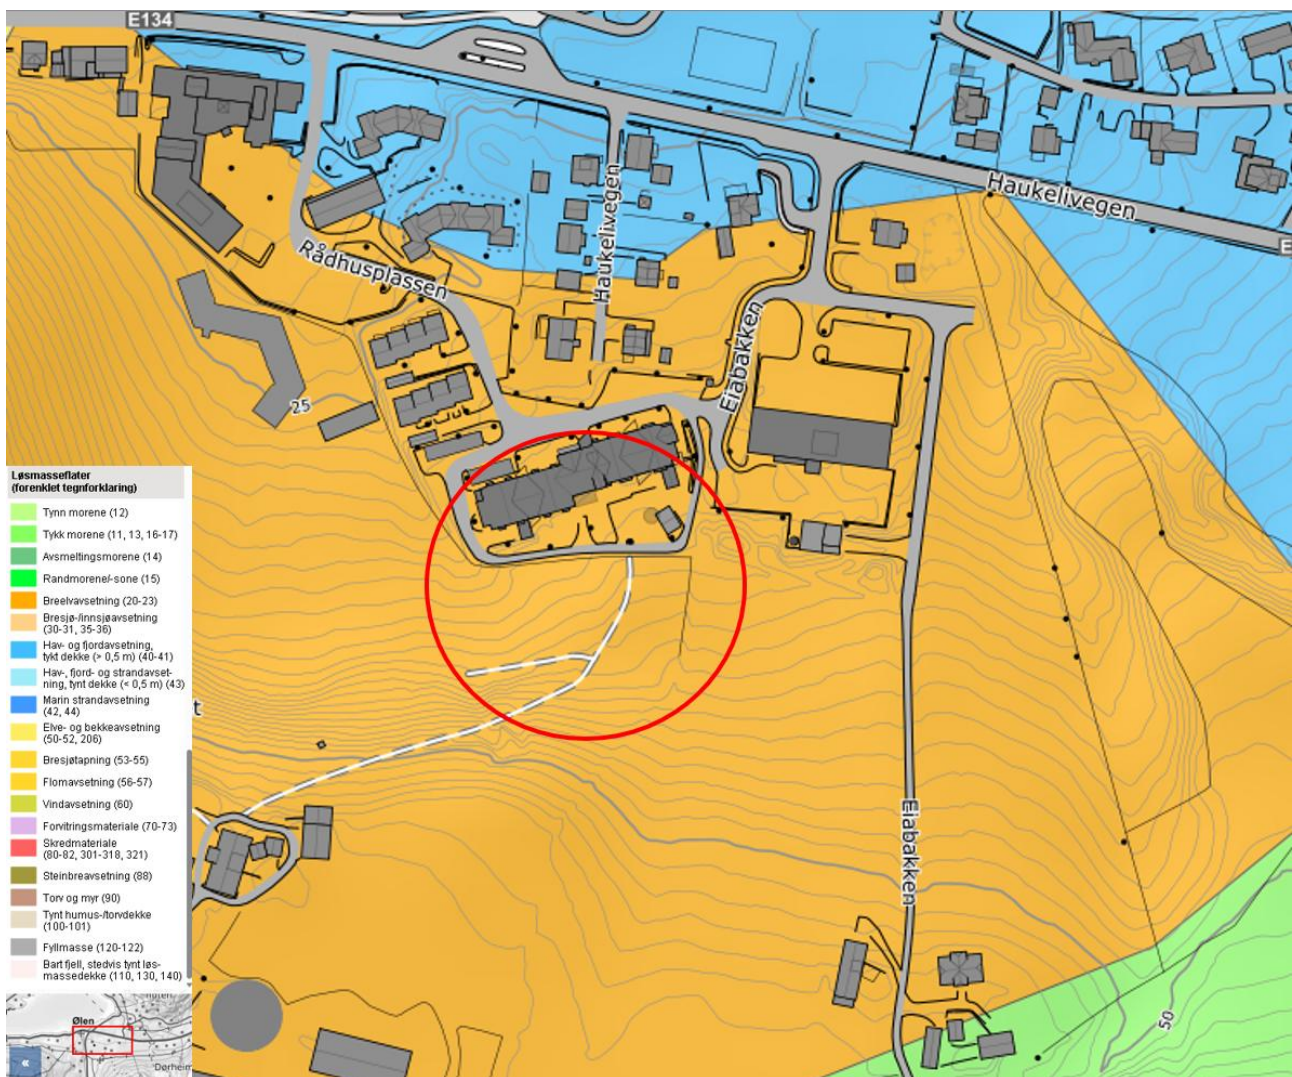 E134
Haukelivegen
E
Haukelivegen
Rådhusplassen
Eiabakken
25
t
Eiabakken
50
Løsmasseflater
(forenklet tegnforklaring)
Tynn morene (12)
Tykk morene (11, 13, 16-17)
Avsmeltingsmorene (14)
Randmorene/-sone (15)
Breelvavsetning (20-23)
Bresjø-/innsjøavsetning
(30-31, 35-36)
Hav- og fjordavsetning,
tykt dekke (> 0,5 m) (40-41)
Hav-, fjord- og strandavset-
ning, tynt dekke (< 0,5 m) (43)
Marin strandavsetning
(42, 44)
Elve- og bekkeavsetning
(50-52, 206)
Bresjøtapning (53-55)
Flomavsetning (56-57)
Vindavsetning (60)
Forvitringsmateriale (70-73)
Skredmateriale
(80-82, 301-318, 321)
Steinbreavsetning (88)
Torv og myr (90)
Tynt humus-/torvdekke
(100-101)
Fyllmasse (120-122)
Bart fjell, stedvis tynt løs-
massedekke (110, 130, 140)
Ølen
«